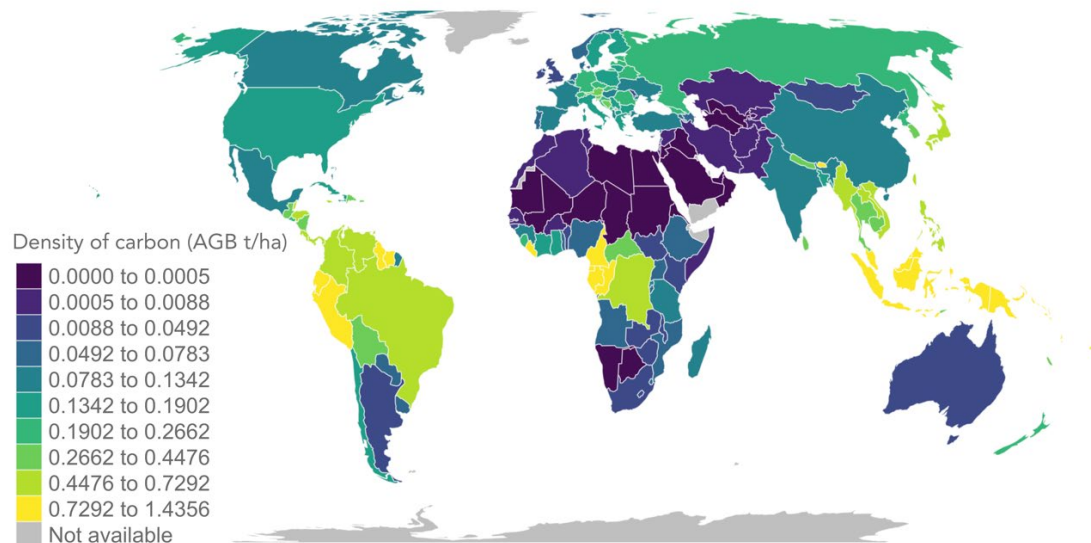 Density of carbon (AGB t/ha)
0.0000 to 0.0005
0.0005 to 0.0088
0.0088 to 0.0492
0.0492 to 0.0783
0.0783 to 0.1342
0.1342 to 0.1902
0.1902 to 0.2662
0.2662 to 0.4476
0.4476 to 0.7292
0.7292 to 1.4356
Not available